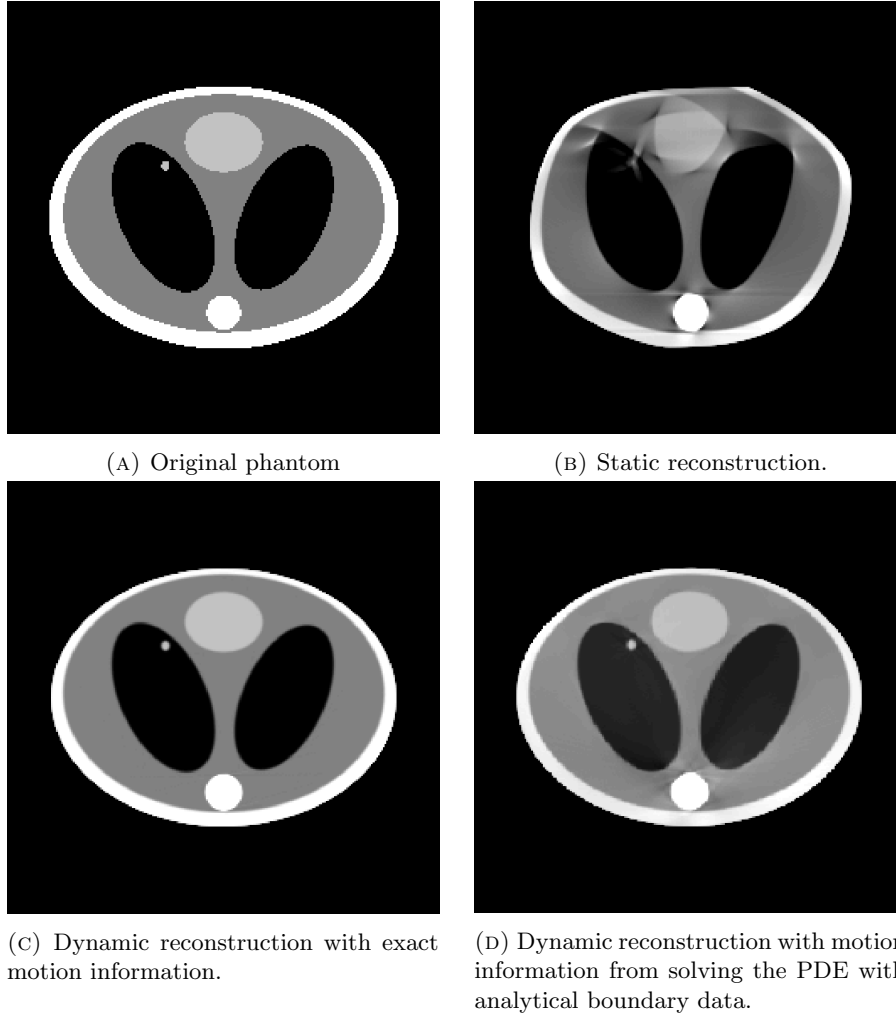 (A) Original phantom
(B) Static reconstruction.
(C) Dynamic reconstruction with exact
motion information.
(D) Dynamic reconstruction with motion
information from solving the PDE with
analytical boundary data.